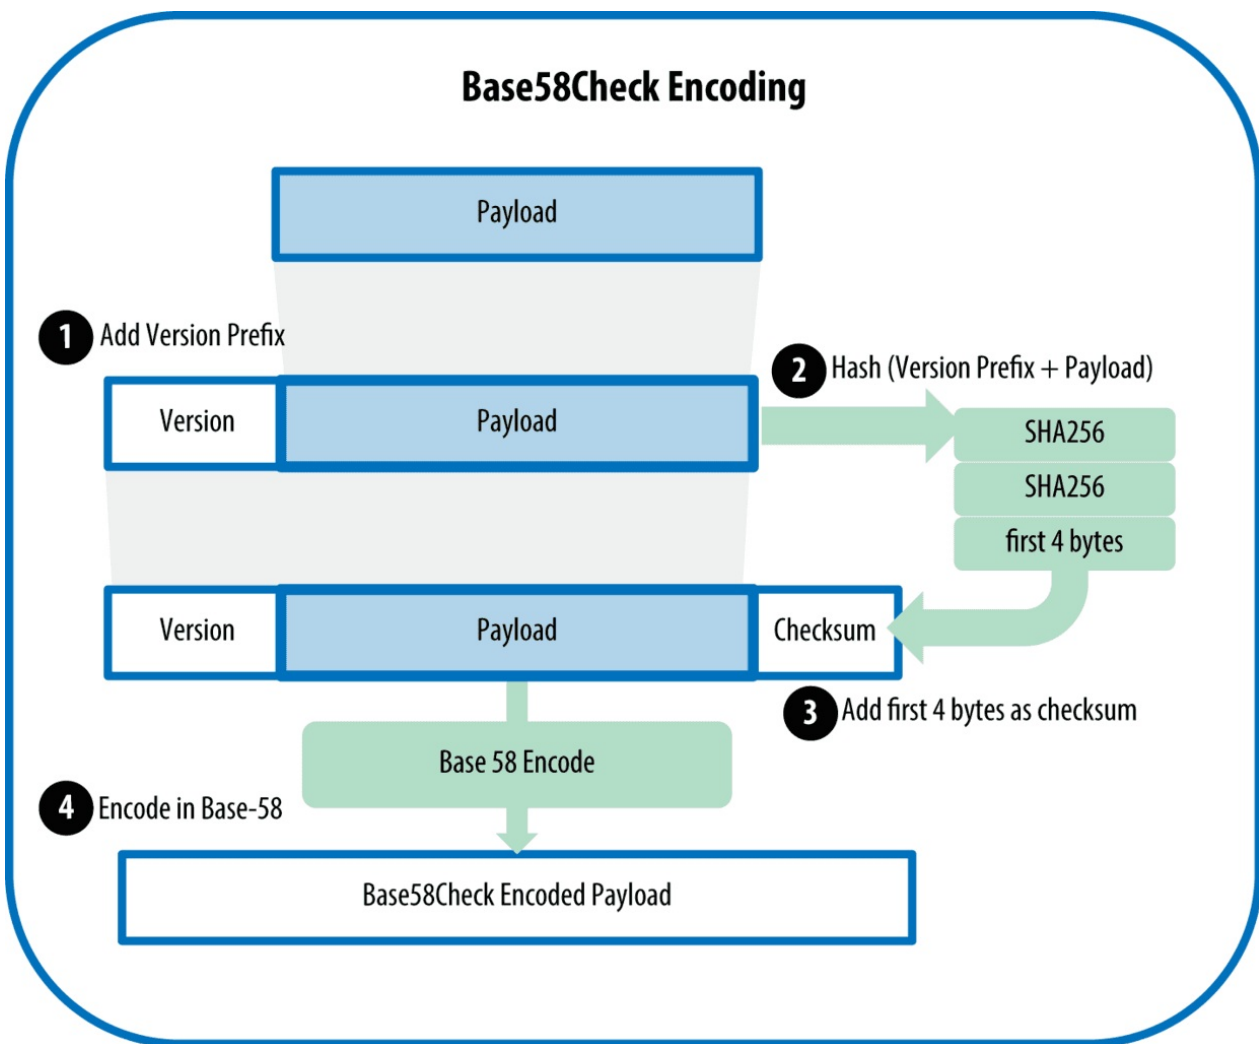 Base58Check Encoding
Payload
1 Add Version Prefix
2 Hash (Version Prefix + Payload)
Version
Payload
SHA256
SHA256
first 4 bytes
Version
Payload
Checksum
3 Add first 4 bytes as checksum
Base 58 Encode
4 Encode in Base-58
Base58Check Encoded Payload